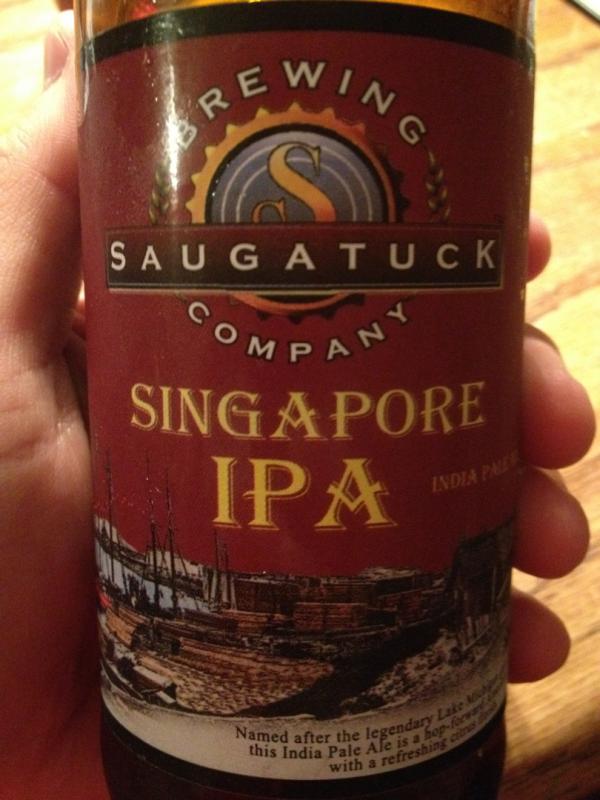 BREWING
S
SAUGATUCK
COMPANY
SINGAPORE
IPA
INDIA PALE
Named after the legendary Lake
this India Pale Ale is a hop-forward
with a refreshing citrus